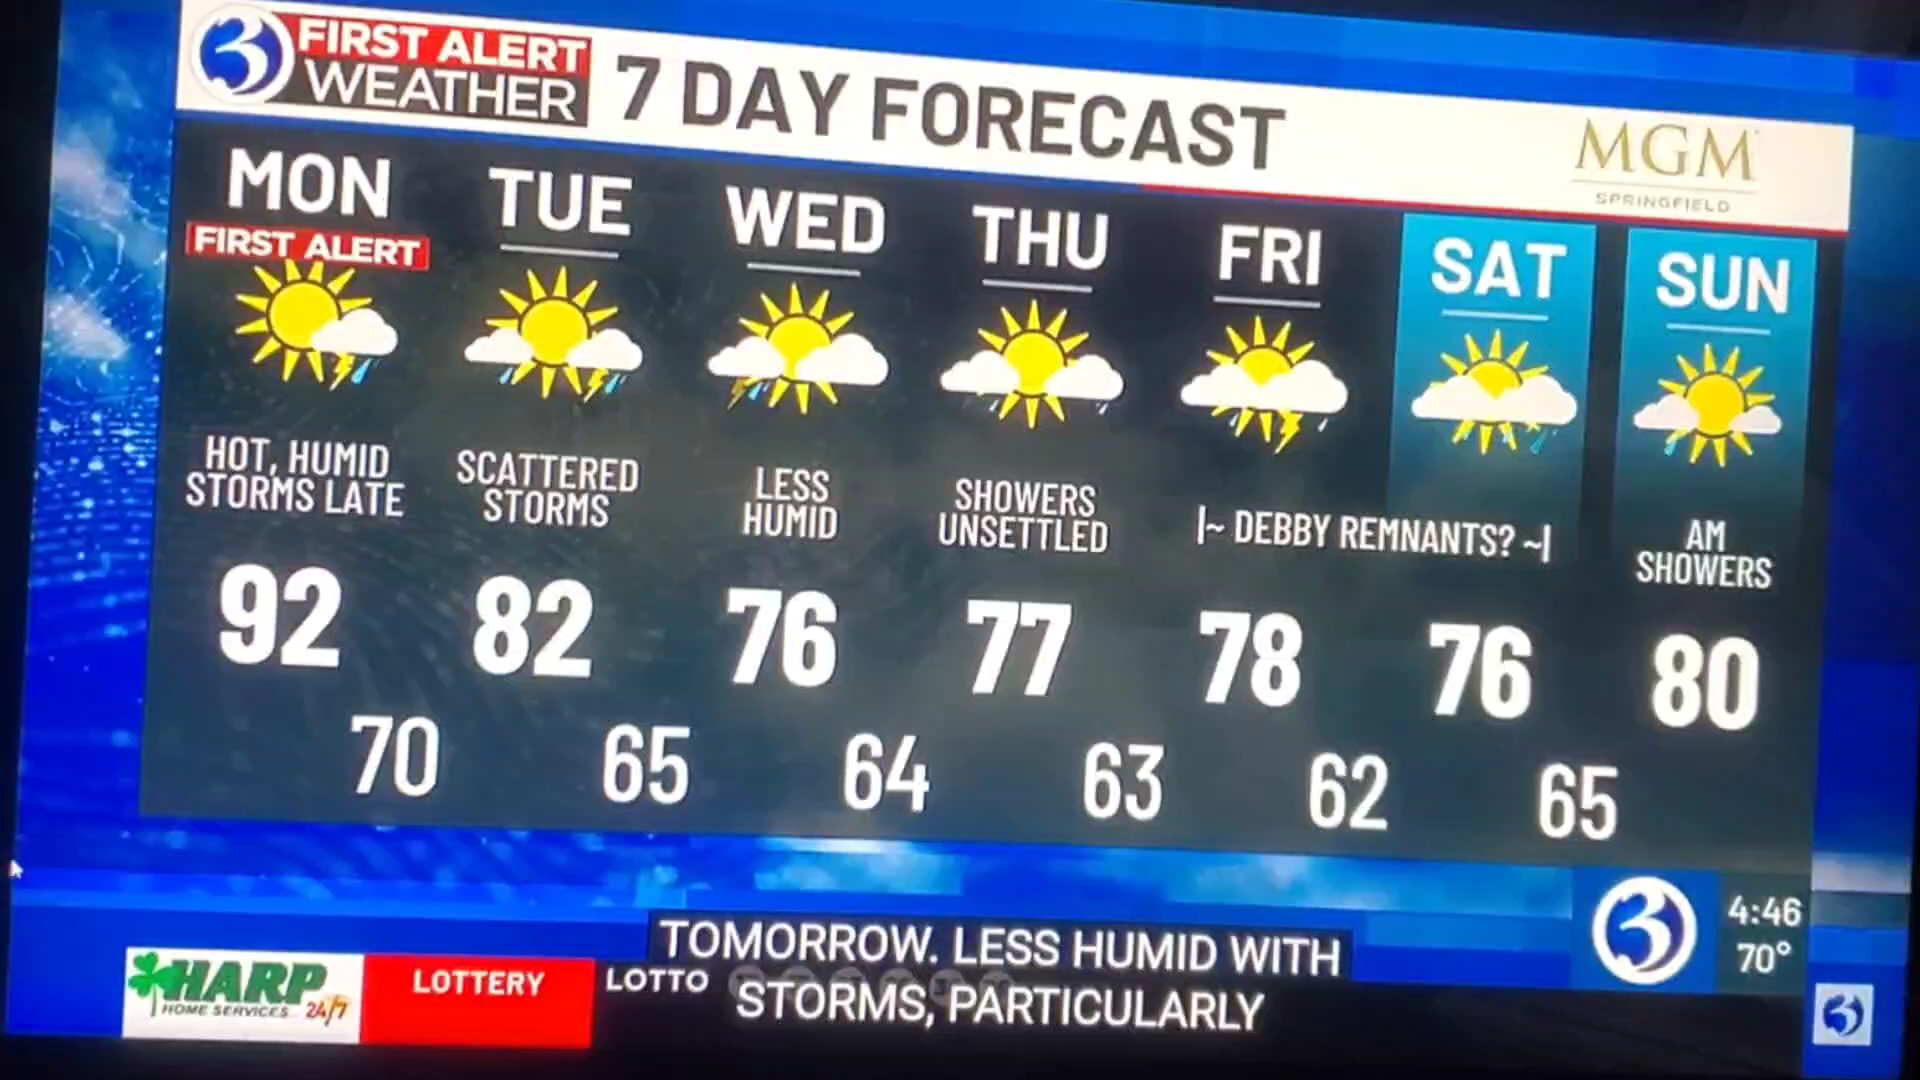 3 FIRST ALERT
WEATHER
7 DAY FORECAST
MGM
SPRINGFIELD
MON
TUE
WED
THU
FRI
SAT
SUN
FIRST ALERT
HOT, HUMID
STORMS LATE
SCATTERED
STORMS
LESS
HUMID
SHOWERS
UNSETTLED
|~ DEBBY REMNANTS? ~|
AM
SHOWERS
92
82
76
77
78
76
80
70
65
64
63
62
65
3
4:46
70°
TOMORROW. LESS HUMID WITH
STORMS, PARTICULARLY
HARP
HOME SERVICES 24/7
LOTTERY
LOTTO
3